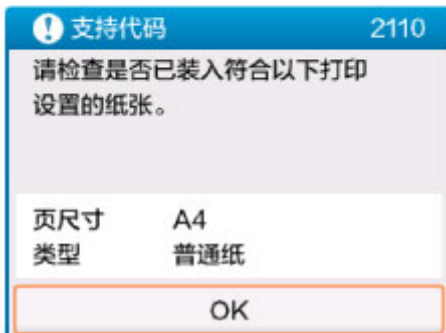 支持代码 2110
请检查是否已装入符合以下打印
设置的纸张。
页尺寸 A4
类型 普通纸
OK